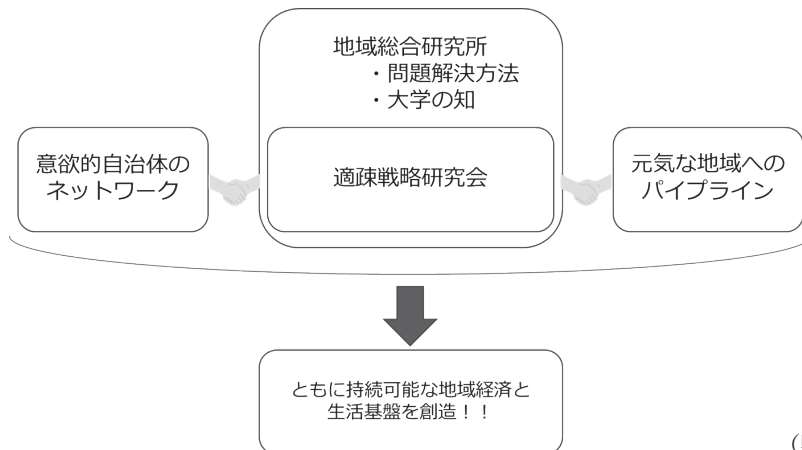 地域総合研究所
・問題解決方法
・大学の知
意欲的自治体の
ネットワーク
適疎戦略研究会
元気な地域への
パイプライン
ともに持続可能な地域経済と
生活基盤を創造！！